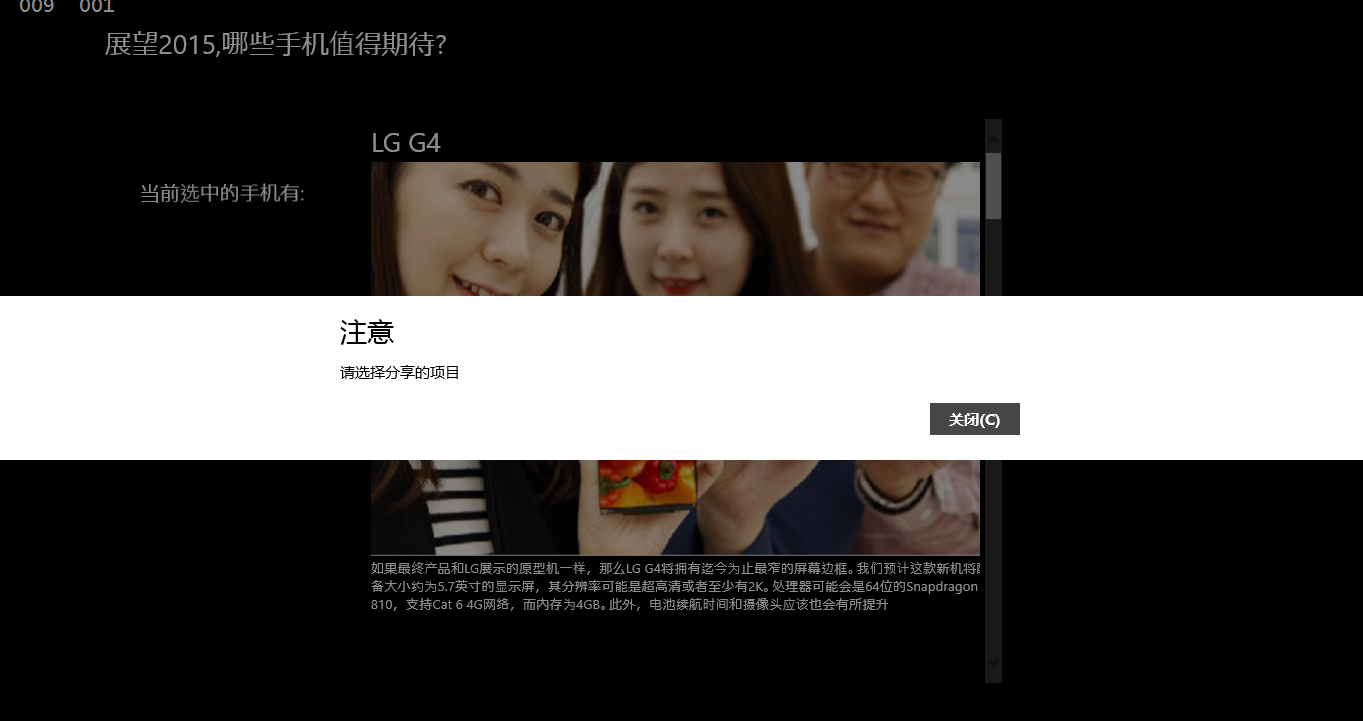 009 001
展望2015,哪些手机值得期待?
LG G4
当前选中的手机有:
注意
请选择分享的项目
关闭(C)
如果最终产品和LG展示的原型机一样，那么LG G4将拥有迄今为止最窄的屏幕边框。我们预计这款新机将
备大小约为5.7英寸的显示屏，其分辨率可能是超高清或者至少有2K。处理器可能会是64位的Snapdragon
810，支持Cat 6 4G网络，而内存为4GB。此外，电池续航时间和摄像头应该也会有所提升